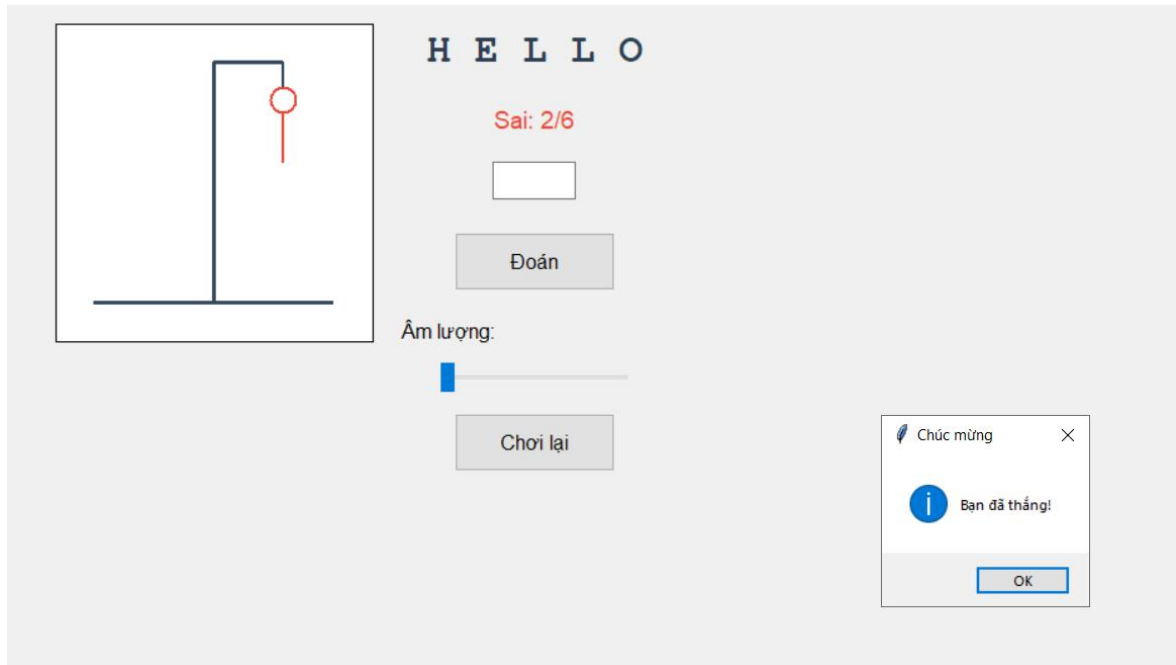 H E L L O
Sai: 2/6
Đoán
Âm lượng:
Chơi lại
Chúc mừng
Bạn đã thắng!
OK